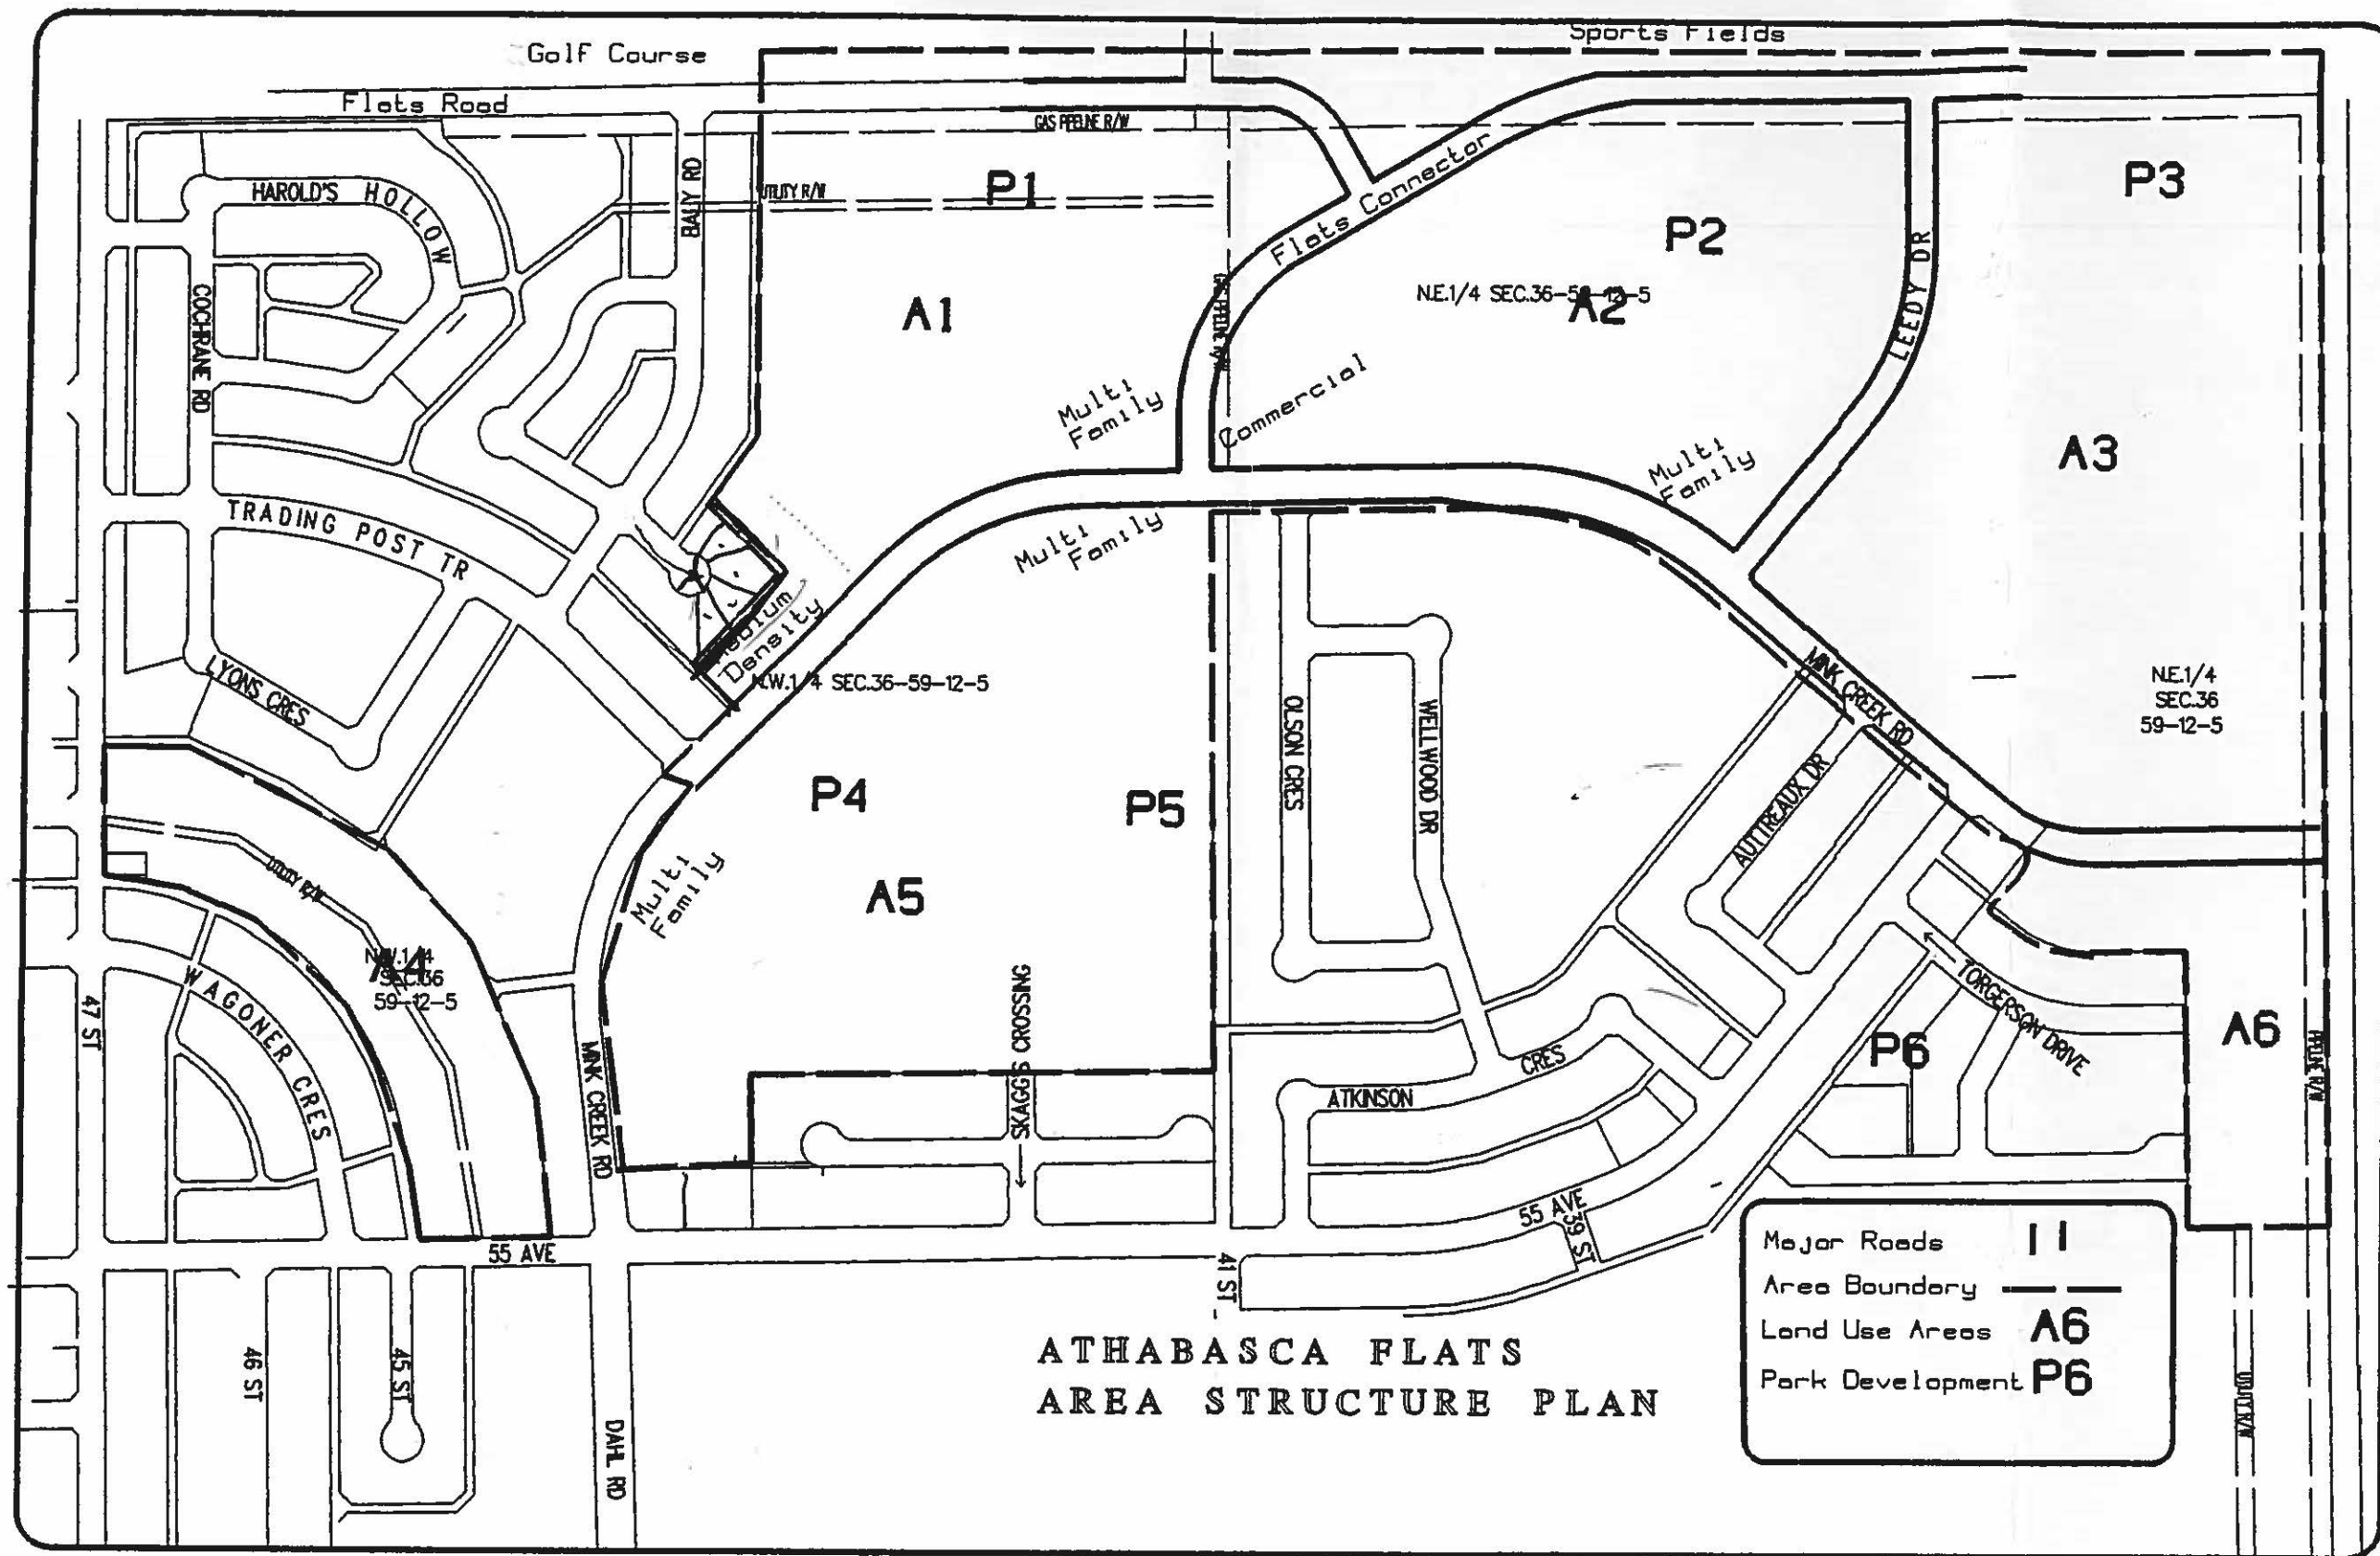 Golf Course
Sports Fields
Flats Road
GAS PIPELINE R/W
P1
UTILITY R/W
BALY RD
HAROLD'S HOLLOW
COCHRANE RD
Flats Connector
P2
P3
LEEDY DR
A1
N.E.1/4 SEC.36-59-12-5
A2
Multi
Family
Commercial
Multi
Family
A3
TRADING POST TR
Multi
Family
Medium
Density
N.W.1/4 SEC.36-59-12-5
LYONS CRES
OLSON CRES
WELLWOOD DR
MINK CREEK RD
N.E.1/4
SEC.36
59-12-5
AUTTREAUX DR
P4
P5
Multi
Family
A5
UTILITY R/W
N.W.1/4
A4
SEC.36
59-12-5
WAGONER CRES
47 ST
MINK CREEK RD
SKAGGS CROSSING
ATKINSON CRES
TORGERSON DRIVE
P6
A6
PIPELINE R/W
55 AVE
55 AVE
39 ST
41 ST
46 ST
45 ST
DAHL RD
ATHABASCA FLATS
AREA STRUCTURE PLAN
Major Roads
Area Boundary
Land Use Areas A6
Park Development P6
UTILITY R/W